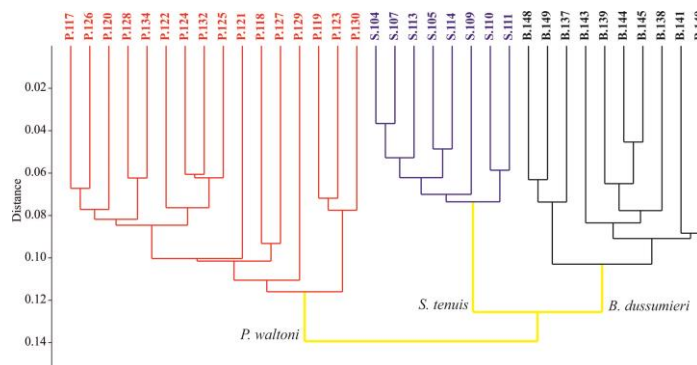 P.117 P.126 P.120 P.128 P.134 P.122 P.124 P.132 P.125 P.121 P.118 P.127 P.129 P.119 P.123 P.130 S.104 S.107 S.113 S.105 S.114 S.109 S.110 S.111 B.148 B.149 B.137 B.143 B.139 B.144 B.145 B.138 B.141
0.02
0.04
0.06
0.08
0.10
0.12
0.14
Distance
S. tenuis
B. dussumieri
P. waltoni